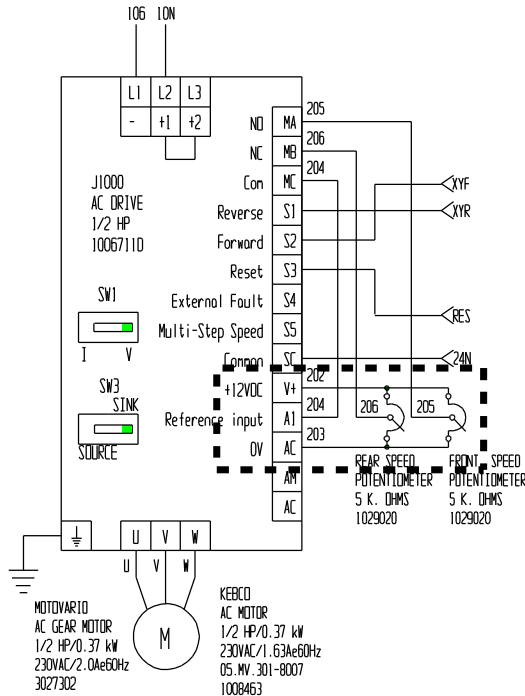 106 10N
L1 L2 L3
- +1 +2
205
NO MA
206
NC MB
204
Com MC
J1000
AC DRIVE
1/2 HP
1006711D
XYF
Reverse S1
XYR
Forward S2
Reset S3
SW1
External Fault S4
RES
Multi-Step Speed S5
I V
Common SC
24N
202
SW3
SINK
+12VDC V+
204
206 205
Reference input A1
SOURCE
203
0V AC
AM
AC
REAR SPEED
POTENTIOMETER
5 K. OHMS
1029020
FRONT SPEED
POTENTIOMETER
5 K. OHMS
1029020
U V W
U V W
M
MOTOVARIO
AC GEAR MOTOR
1/2 HP/0.37 kW
230VAC/2.0Ae60Hz
3027302
KEBCO
AC MOTOR
1/2 HP/0.37 kW
230VAC/1.63Ae60Hz
05.MV.301-8007
1008463